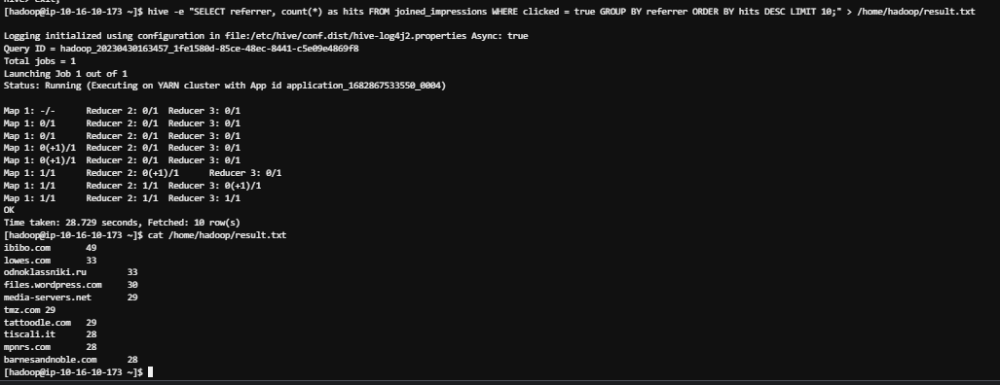 [hadoop@ip-10-16-10-173 ~]$ hive -e "SELECT referrer, count(*) as hits FROM joined_impressions WHERE clicked = true GROUP BY referrer ORDER BY hits DESC LIMIT 10;" > /home/hadoop/result.txt
Logging initialized using configuration in file:/etc/hive/conf.dist/hive-log4j2.properties Async: true
Query ID = hadoop_20230430163457_1fe1580d-85ce-48ec-8441-c5e09e4869f8
Total jobs = 1
Launching Job 1 out of 1
Status: Running (Executing on YARN cluster with App id application_1682867533550_0004)
Map 1: -/-      Reducer 2: 0/1  Reducer 3: 0/1
Map 1: 0/1      Reducer 2: 0/1  Reducer 3: 0/1
Map 1: 0/1      Reducer 2: 0/1  Reducer 3: 0/1
Map 1: 0(+1)/1  Reducer 2: 0/1  Reducer 3: 0/1
Map 1: 0(+1)/1  Reducer 2: 0/1  Reducer 3: 0/1
Map 1: 1/1      Reducer 2: 0(+1)/1      Reducer 3: 0/1
Map 1: 1/1      Reducer 2: 1/1  Reducer 3: 0(+1)/1
Map 1: 1/1      Reducer 2: 1/1  Reducer 3: 1/1
OK
Time taken: 28.729 seconds, Fetched: 10 row(s)
[hadoop@ip-10-16-10-173 ~]$ cat /home/hadoop/result.txt
ibibo.com       49
lowes.com       33
odnoklassniki.ru        33
files.wordpress.com     30
media-servers.net       29
tmz.com 29
tattoodle.com   29
tiscali.it      28
mpnrs.com       28
barnesandnoble.com      28
[hadoop@ip-10-16-10-173 ~]$